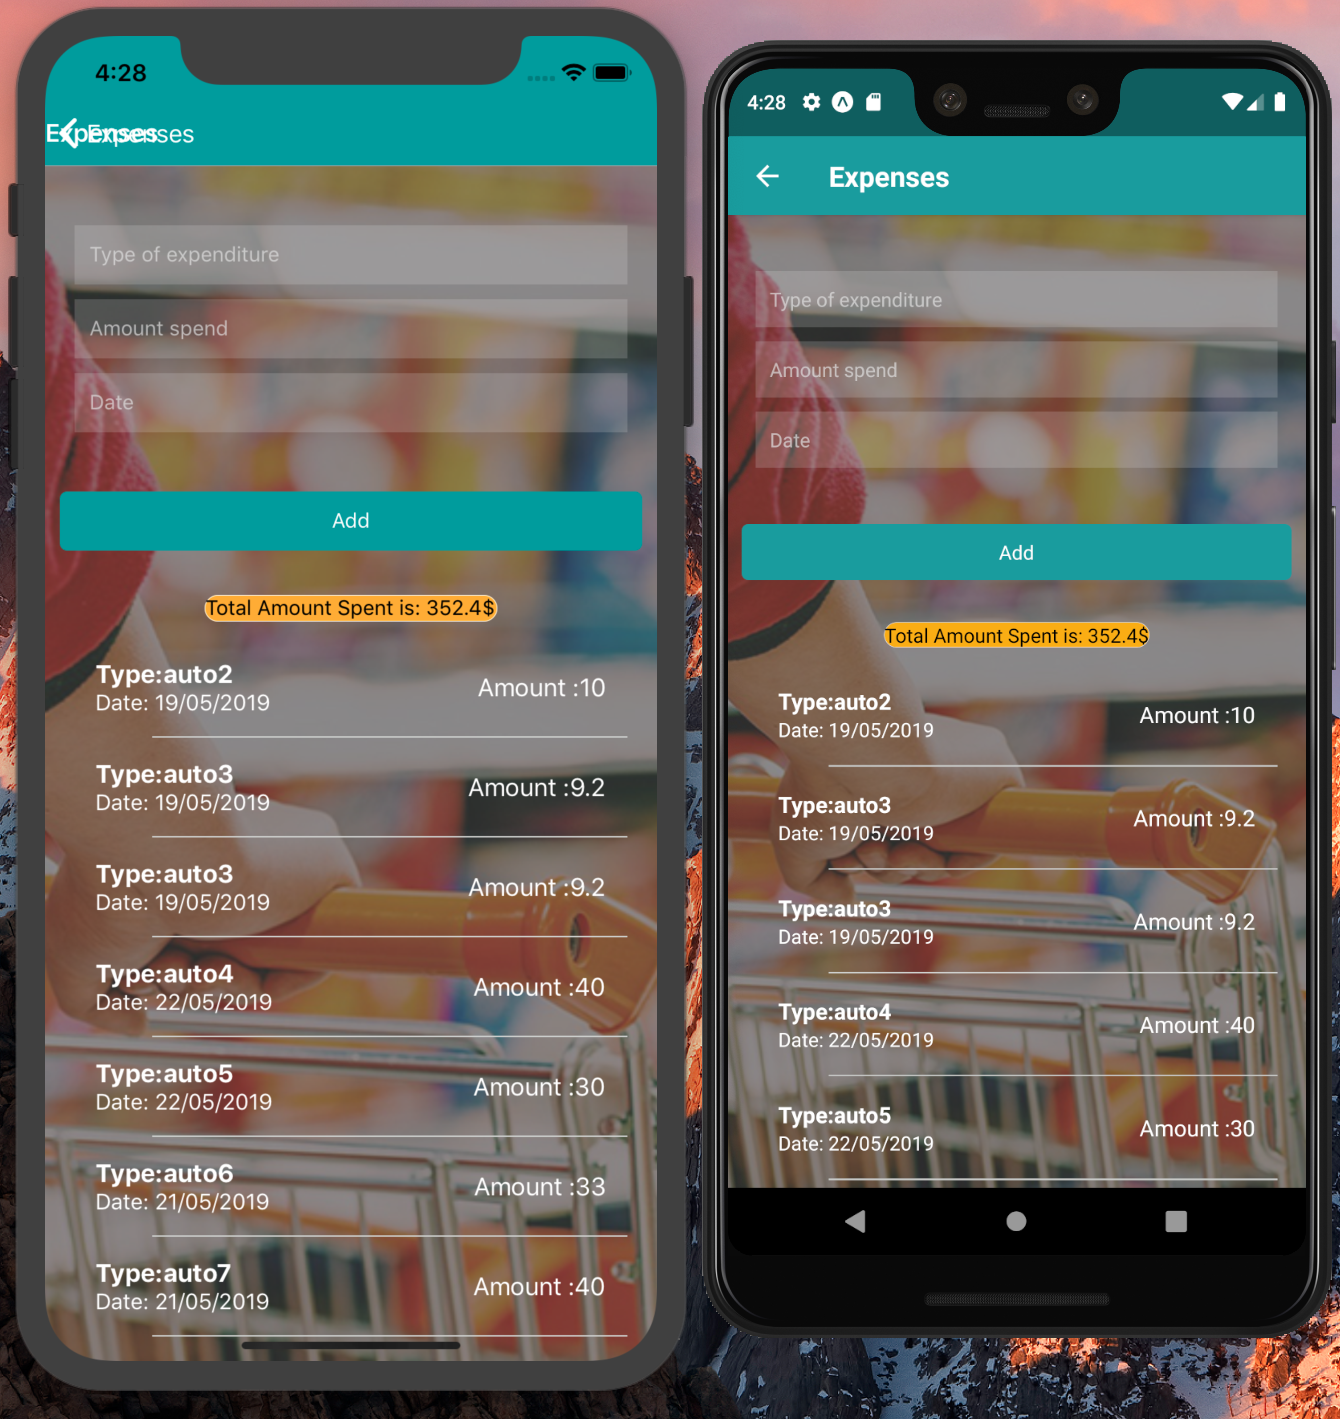 4:28
Expenses
Expenses
Type of expenditure
Amount spend
Date
Add
Total Amount Spent is: 352.4$
Type:auto2
Date: 19/05/2019
Amount :10
Type:auto3
Date: 19/05/2019
Amount :9.2
Type:auto3
Date: 19/05/2019
Amount :9.2
Type:auto4
Date: 22/05/2019
Amount :40
Type:auto5
Date: 22/05/2019
Amount :30
Type:auto6
Date: 21/05/2019
Amount :33
Type:auto7
Date: 21/05/2019
Amount :40
4:28
Expenses
Type of expenditure
Amount spend
Date
Add
Total Amount Spent is: 352.4$
Type:auto2
Date: 19/05/2019
Amount :10
Type:auto3
Date: 19/05/2019
Amount :9.2
Type:auto3
Date: 19/05/2019
Amount :9.2
Type:auto4
Date: 22/05/2019
Amount :40
Type:auto5
Date: 22/05/2019
Amount :30